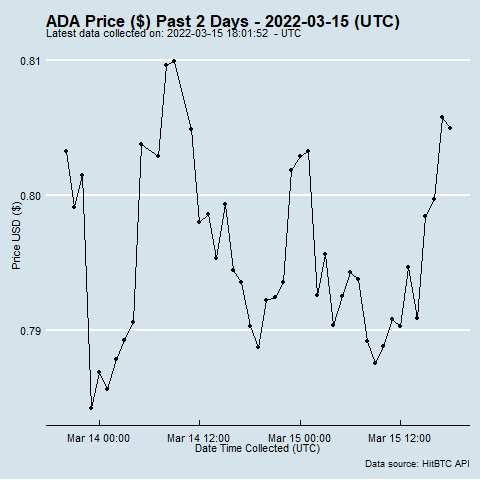 ADA Price ($) Past 2 Days - 2022-03-15 (UTC)
Latest data collected on: 2022-03-15 18:01:52 - UTC
0.81
0.80
0.79
Price USD ($)
Mar 14 00:00 Mar 14 12:00 Mar 15 00:00 Mar 15 12:00
Date Time Collected (UTC)
Data source: HitBTC API